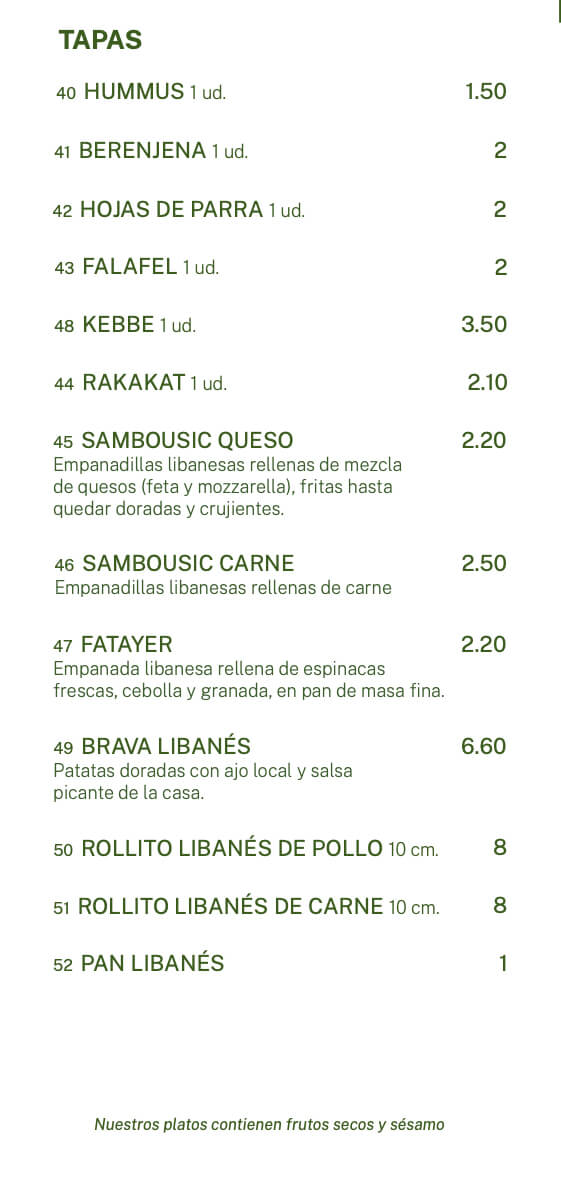 TAPAS
40 HUMMUS 1 ud. 1.50
41 BERENJENA 1 ud. 2
42 HOJAS DE PARRA 1 ud. 2
43 FALAFEL 1 ud. 2
48 KEBBE 1 ud. 3.50
44 RAKAKAT 1 ud. 2.10
45 SAMBOUSIC QUESO 2.20
Empanadillas libanesas rellenas de mezcla
de quesos (feta y mozzarella), fritas hasta
quedar doradas y crujientes.
46 SAMBOUSIC CARNE 2.50
Empanadillas libanesas rellenas de carne
47 FATAYER 2.20
Empanada libanesa rellena de espinacas
frescas, cebolla y granada, en pan de masa fina.
49 BRAVA LIBANÉS 6.60
Patatas doradas con ajo local y salsa
picante de la casa.
50 ROLLITO LIBANÉS DE POLLO 10 cm. 8
51 ROLLITO LIBANÉS DE CARNE 10 cm. 8
52 PAN LIBANÉS 1
Nuestros platos contienen frutos secos y sésamo